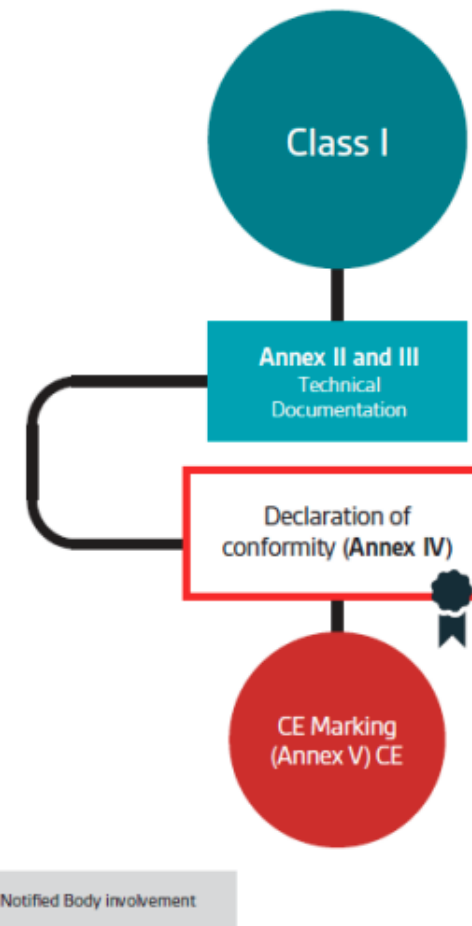 Class I
Annex II and III
Technical
Documentation
Declaration of
conformity (Annex IV)
CE Marking
(Annex V) CE
Notified Body involvement